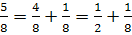 5/8 = 4/8 + 1/8 = 1/2 + 1/8